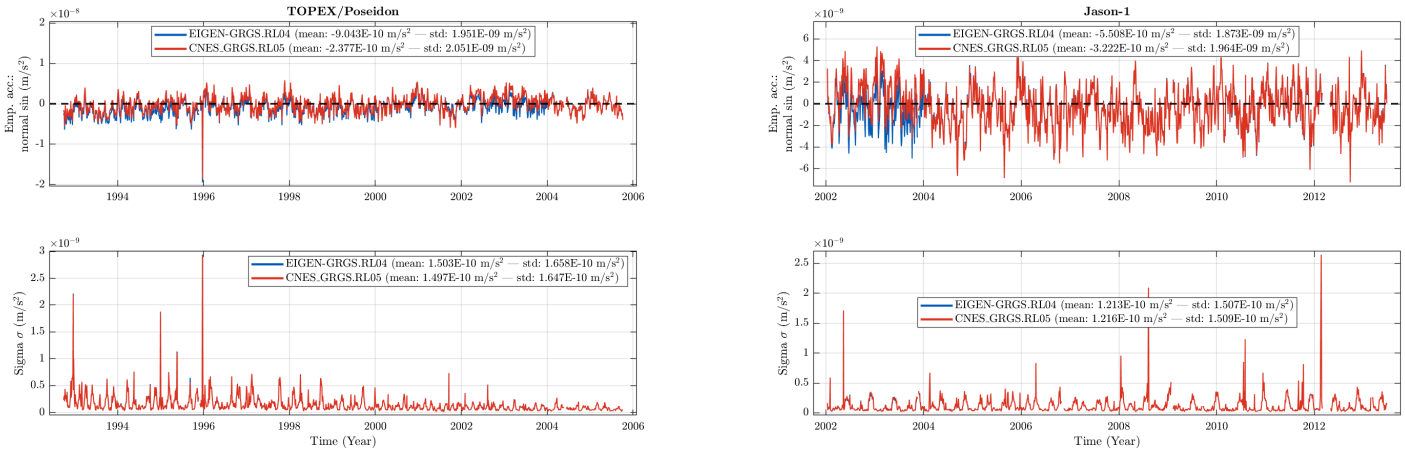 TOPEX/Poseidon
×10⁻⁸
2
1
0
-1
-2
Emp. acc.:
normal sin (m/s²)
EIGEN-GRGS.RL04 (mean: -9.043E-10 m/s² — std: 1.951E-09 m/s²)
CNES_GRGS.RL05 (mean: -2.377E-10 m/s² — std: 2.051E-09 m/s²)
1994 1996 1998 2000 2002 2004 2006
Jason-1
×10⁻⁹
6
4
2
0
-2
-4
-6
Emp. acc.:
normal sin (m/s²)
EIGEN-GRGS.RL04 (mean: -5.508E-10 m/s² — std: 1.873E-09 m/s²)
CNES_GRGS.RL05 (mean: -3.222E-10 m/s² — std: 1.964E-09 m/s²)
2002 2004 2006 2008 2010 2012
×10⁻⁹
3
2.5
2
1.5
1
0.5
0
Sigma σ (m/s²)
EIGEN-GRGS.RL04 (mean: 1.503E-10 m/s² — std: 1.658E-10 m/s²)
CNES_GRGS.RL05 (mean: 1.497E-10 m/s² — std: 1.647E-10 m/s²)
1994 1996 1998 2000 2002 2004 2006
Time (Year)
×10⁻⁹
2.5
2
1.5
1
0.5
0
Sigma σ (m/s²)
EIGEN-GRGS.RL04 (mean: 1.213E-10 m/s² — std: 1.507E-10 m/s²)
CNES_GRGS.RL05 (mean: 1.216E-10 m/s² — std: 1.509E-10 m/s²)
2002 2004 2006 2008 2010 2012
Time (Year)